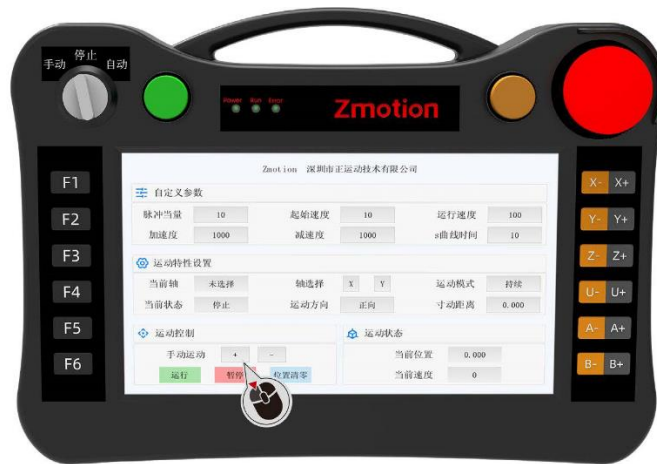 手动 停止 自动
Power Run Error
Zmotion
F1
F2
F3
F4
F5
F6
Zmotion 深圳市正运动技术有限公司
自定义参数
脉冲当量 10 起始速度 10 运行速度 100
加速度 1000 减速度 1000 s曲线时间 10
运动特性设置
当前轴 未选择 轴选择 X Y 运动模式 持续
当前状态 停止 运动方向 正向 寸动距离 0.000
运动控制
手动运动 + -
运行 暂停 位置清零
运动状态
当前位置 0.000
当前速度 0
X- X+
Y- Y+
Z- Z+
U- U+
A- A+
B- B+